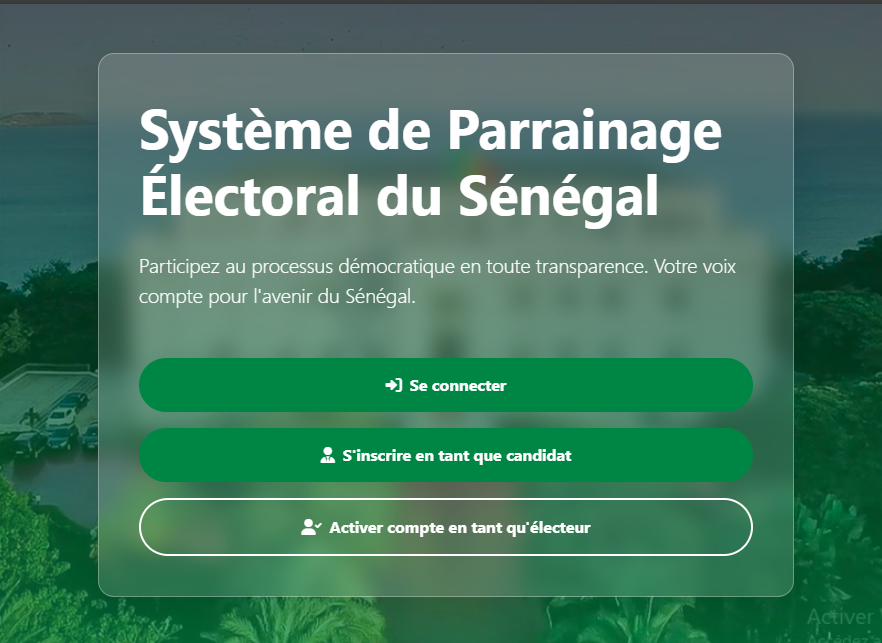 Système de Parrainage
Électoral du Sénégal
Participez au processus démocratique en toute transparence. Votre voix
compte pour l'avenir du Sénégal.
Se connecter
S'inscrire en tant que candidat
Activer compte en tant qu'électeur
Activer